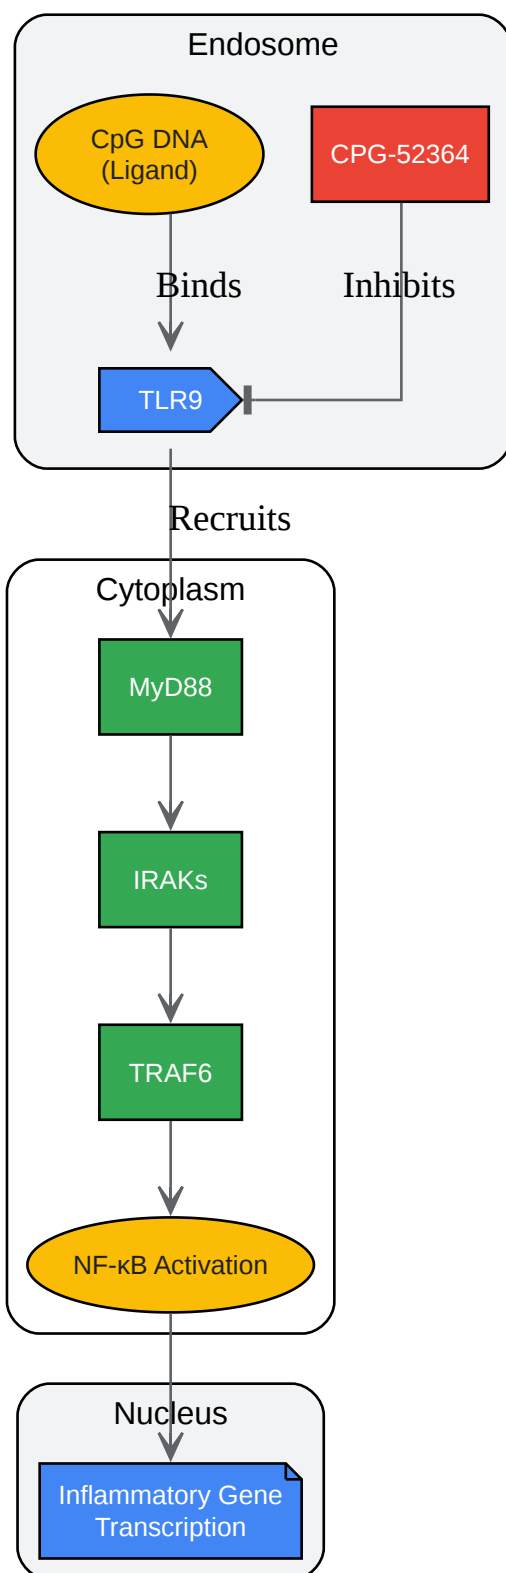 Endosome
CpG DNA
(Ligand)
CPG-52364
Binds
Inhibits
TLR9
Recruits
Cytoplasm
MyD88
IRAKs
TRAF6
NF-κB Activation
Nucleus
Inflammatory Gene
Transcription